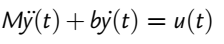 Mÿ(t) + bẏ(t) = u(t)